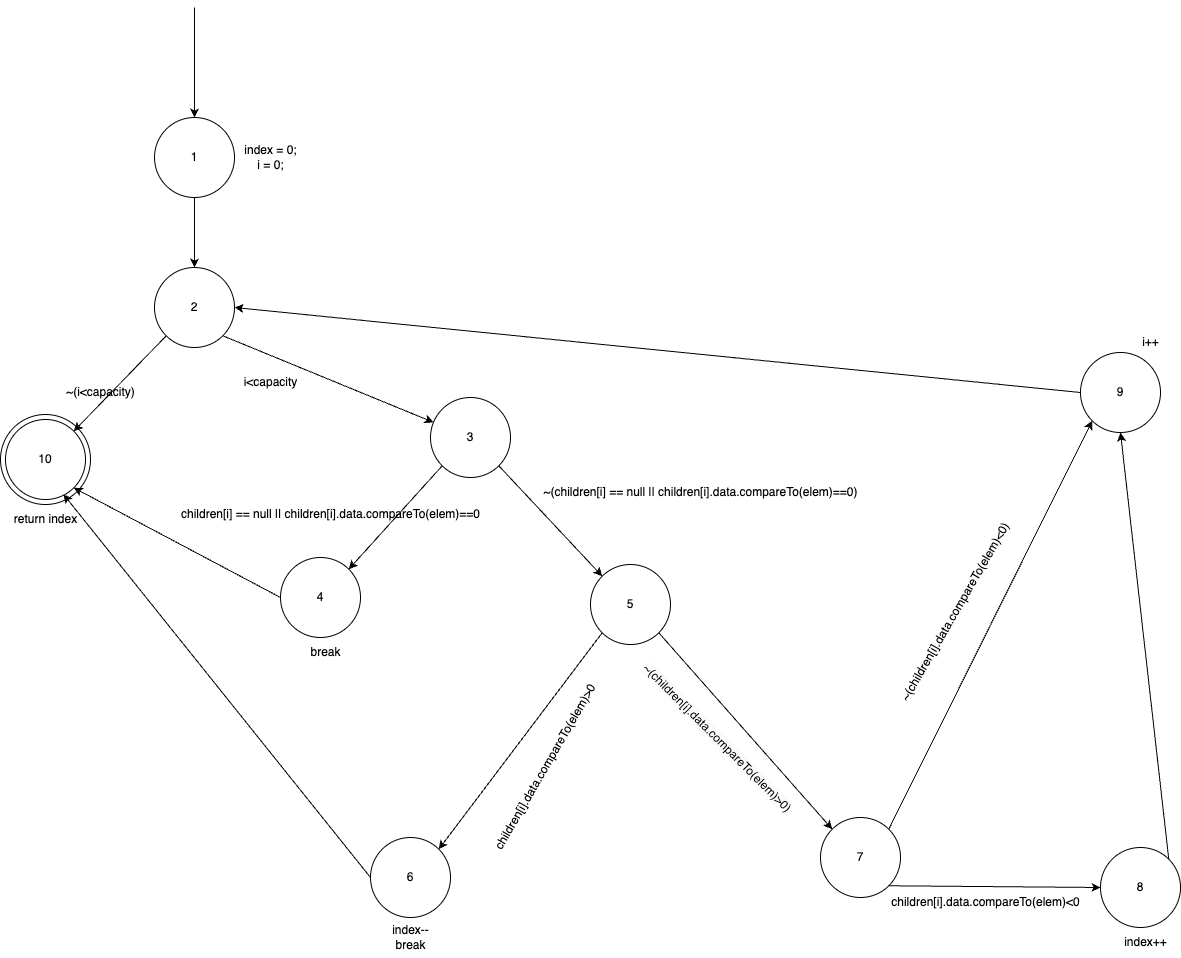 1
index = 0;
i = 0;
2
i++
9
~(i<capacity)
i<capacity
3
10
return index
children[i] == null || children[i].data.compareTo(elem)==0
~(children[i] == null || children[i].data.compareTo(elem)==0)
4
break
5
~(children[i].data.compareTo(elem)<0)
children[i].data.compareTo(elem)>0
~(children[i].data.compareTo(elem)>0)
7
6
index--
break
8
children[i].data.compareTo(elem)<0
index++